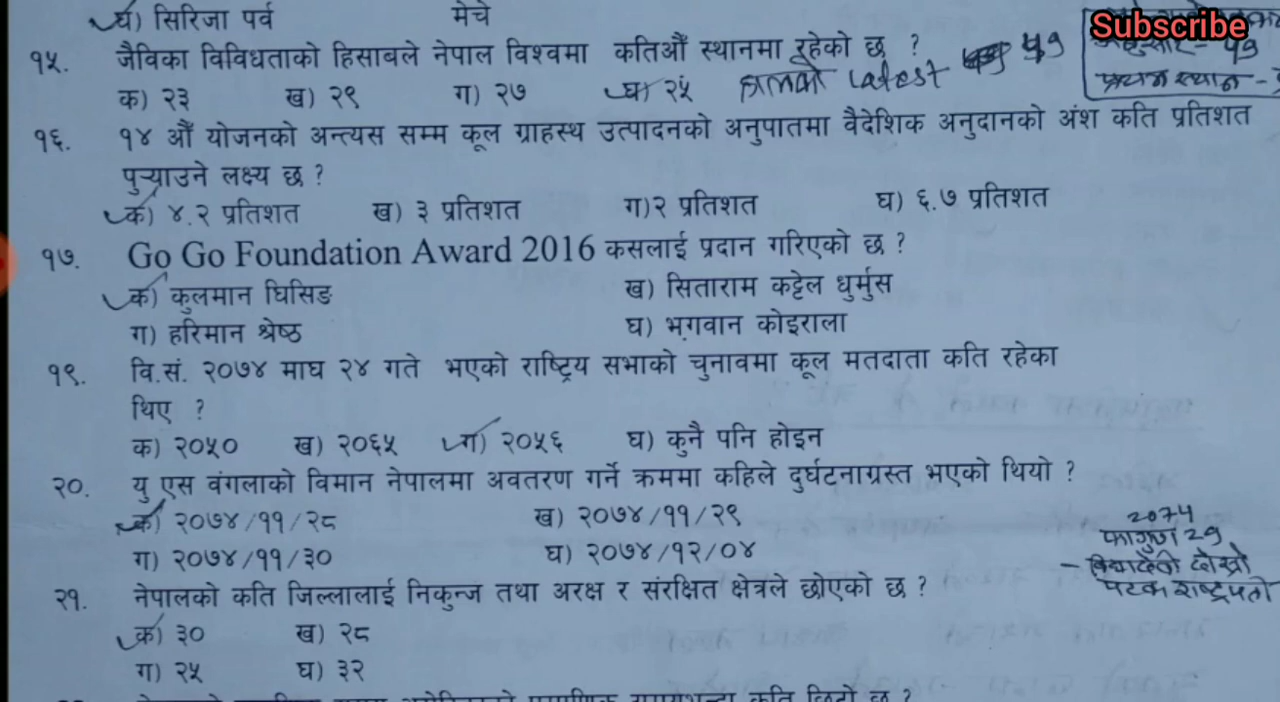 घ) सिरिजा पर्व मेचे
Subscribe
१५. जैविका विविधताको हिसाबले नेपाल विश्वमा कतिऔँ स्थानमा रहेको छ ?
क) २३ ख) २९ ग) २७ घ) २५ latest
१६. १४ औँ योजनको अन्त्यस सम्म कूल ग्राहस्थ उत्पादनको अनुपातमा वैदेशिक अनुदानको अंश कति प्रतिशत
पुऱ्याउने लक्ष्य छ ?
क) ४.२ प्रतिशत ख) ३ प्रतिशत ग)२ प्रतिशत घ) ६.७ प्रतिशत
१७. Go Go Foundation Award 2016 कसलाई प्रदान गरिएको छ ?
क) कुलमान घिसिङ ख) सिताराम कट्टेल धुर्मुस
ग) हरिमान श्रेष्ठ घ) भगवान कोइराला
१९. वि.सं. २०७४ माघ २४ गते भएको राष्ट्रिय सभाको चुनावमा कूल मतदाता कति रहेका
थिए ?
क) २०५० ख) २०६५ ग) २०५६ घ) कुनै पनि होइन
२०. यु एस वंगलाको विमान नेपालमा अवतरण गर्ने क्रममा कहिले दुर्घटनाग्रस्त भएको थियो ?
क) २०७४/११/२८ ख) २०७४/११/२९
ग) २०७४/११/३० घ) २०७४/१२/०४
२०७४
फागुण २९
२१. नेपालको कति जिल्लालाई निकुन्ज तथा अरक्ष र संरक्षित क्षेत्रले छोएको छ ?
क) ३० ख) २८
ग) २५ घ) ३२